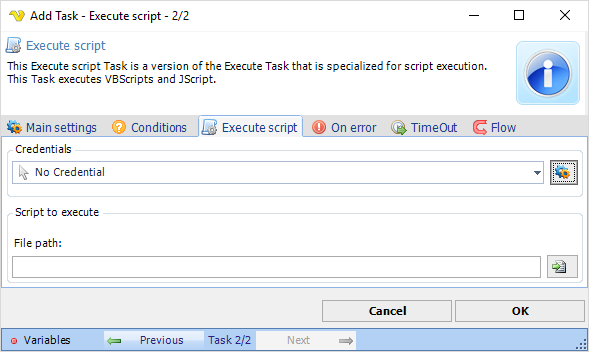 Add Task - Execute script - 2/2
Execute script
This Execute script Task is a version of the Execute Task that is specialized for script execution.
This Task executes VBScripts and JScript.
Main settings Conditions Execute script On error TimeOut Flow
Credentials
No Credential
Script to execute
File path:
Cancel OK
Variables Previous Task 2/2 Next